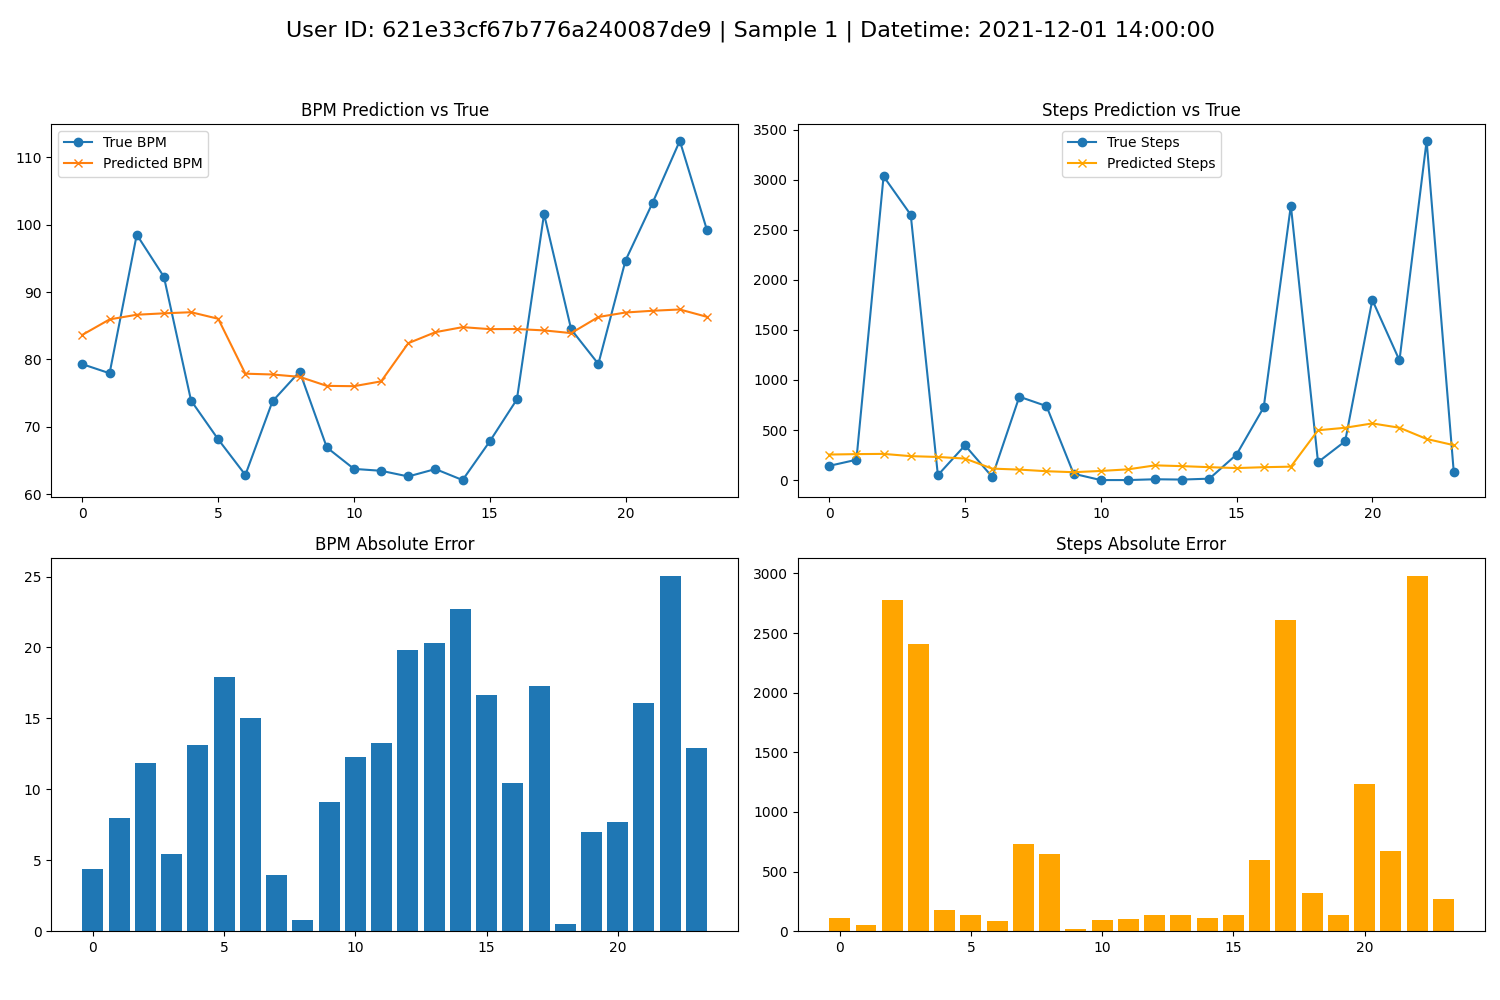 User ID: 621e33cf67b776a240087de9 | Sample 1 | Datetime: 2021-12-01 14:00:00
BPM Prediction vs True
True BPM
Predicted BPM
110
100
90
80
70
60
0 5 10 15 20
Steps Prediction vs True
True Steps
Predicted Steps
3500
3000
2500
2000
1500
1000
500
0
0 5 10 15 20
BPM Absolute Error
25
20
15
10
5
0
0 5 10 15 20
Steps Absolute Error
3000
2500
2000
1500
1000
500
0
0 5 10 15 20